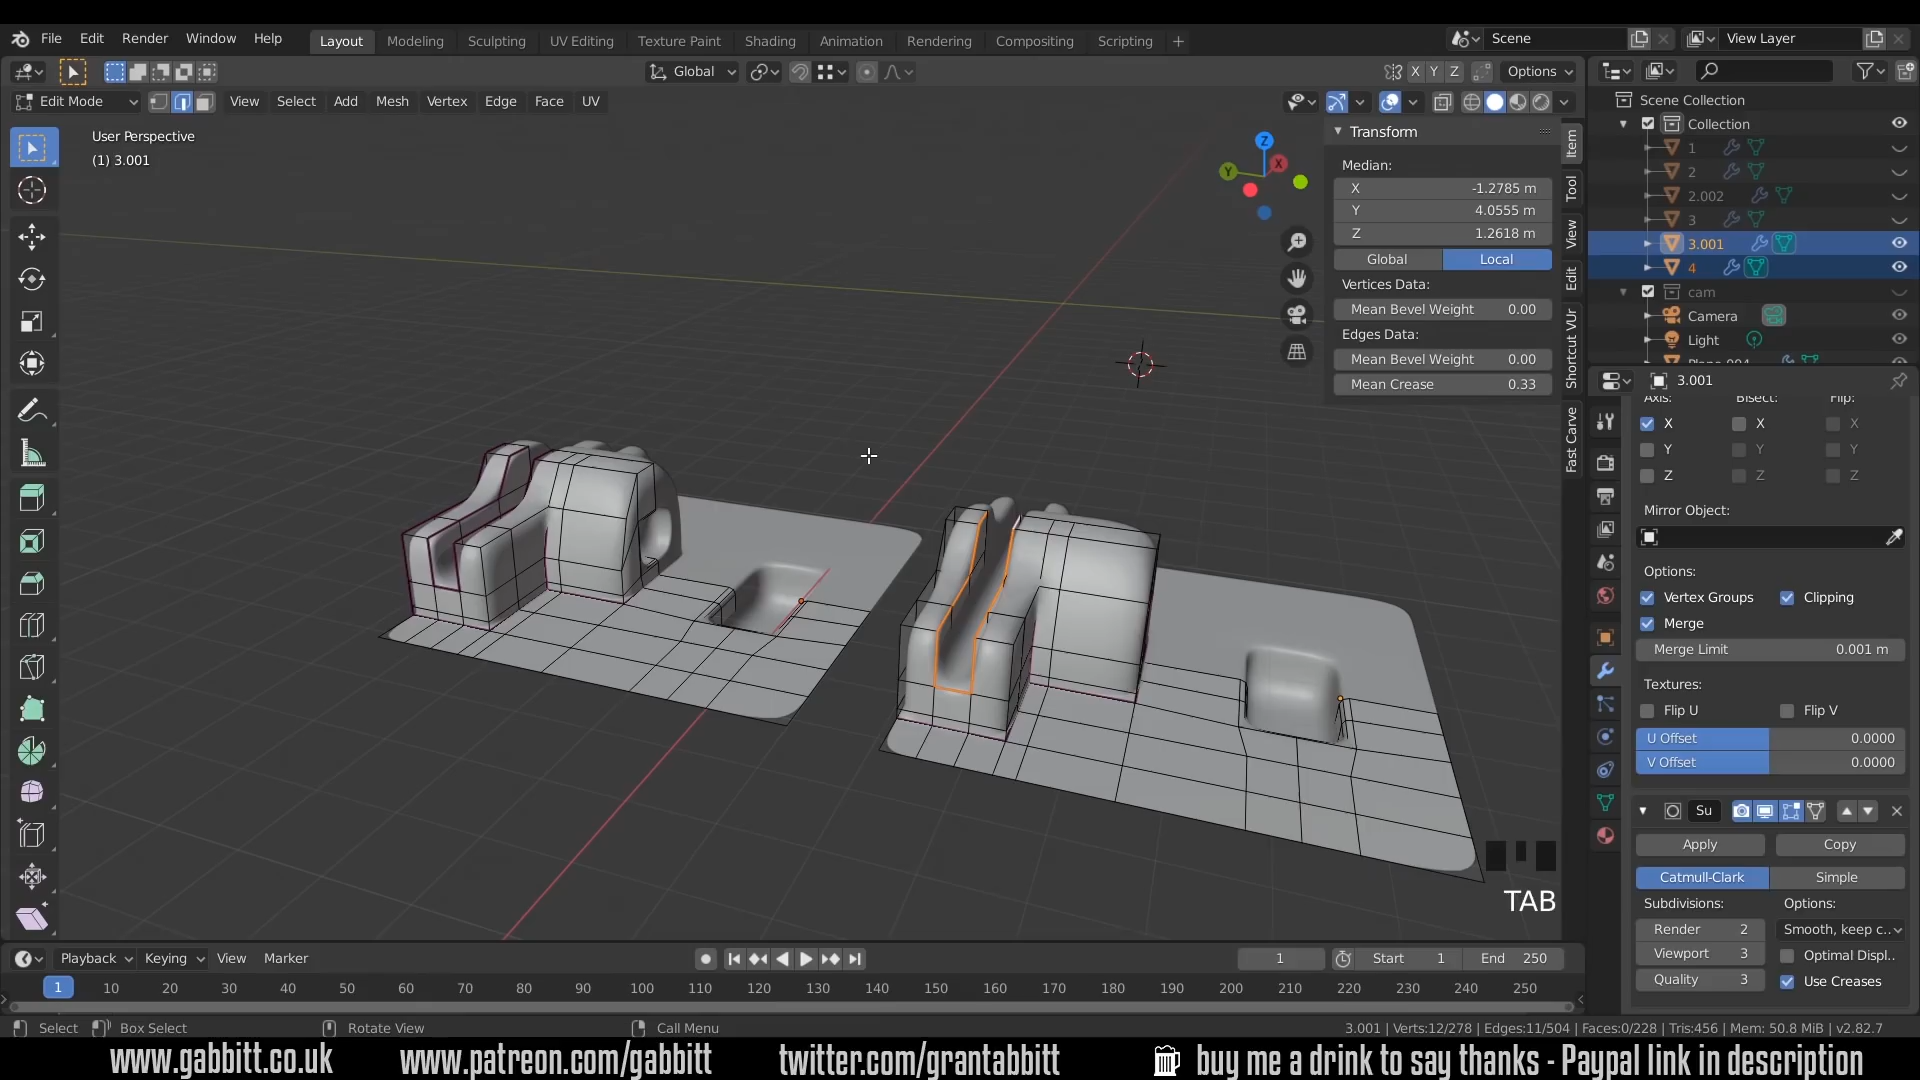 File Edit Render Window Help Layout Modeling Sculpting UV Editing Texture Paint Shading Animation Rendering Compositing Scripting + Scene View Layer
Global X Y Z Options
Edit Mode View Select Add Mesh Vertex Edge Face UV
User Perspective
(1) 3.001
Z
X
Y
Transform
Median:
X -1.2785 m
Y 4.0555 m
Z 1.2618 m
Global Local
Vertices Data:
Mean Bevel Weight 0.00
Edges Data:
Mean Bevel Weight 0.00
Mean Crease 0.33
Item
Tool
View
Edit
Shortcut VUr
Fast Carve
Scene Collection
Collection
1
2
2.002
3
3.001
4
cam
Camera
Light
3.001
Axis: Bisect: Flip:
X X X
Y Y Y
Z Z Z
Mirror Object:
Options:
Vertex Groups Clipping
Merge
Merge Limit 0.001 m
Textures:
Flip U Flip V
U Offset 0.0000
V Offset 0.0000
Su
Apply Copy
Catmull-Clark Simple
Subdivisions: Options:
Render 2 Smooth, keep c..
Viewport 3 Optimal Displ..
Quality 3 Use Creases
TAB
Playback Keying View Marker 1 Start 1 End 250
1 10 20 30 40 50 60 70 80 90 100 110 120 130 140 150 160 170 180 190 200 210 220 230 240 250
Select Box Select Rotate View Call Menu 3.001 | Verts:12/278 | Edges:11/504 | Faces:0/228 | Tris:456 | Mem: 50.8 MiB | v2.82.7
www.gabbitt.co.uk www.patreon.com/gabbitt twitter.com/grantabbitt buy me a drink to say thanks - Paypal link in description